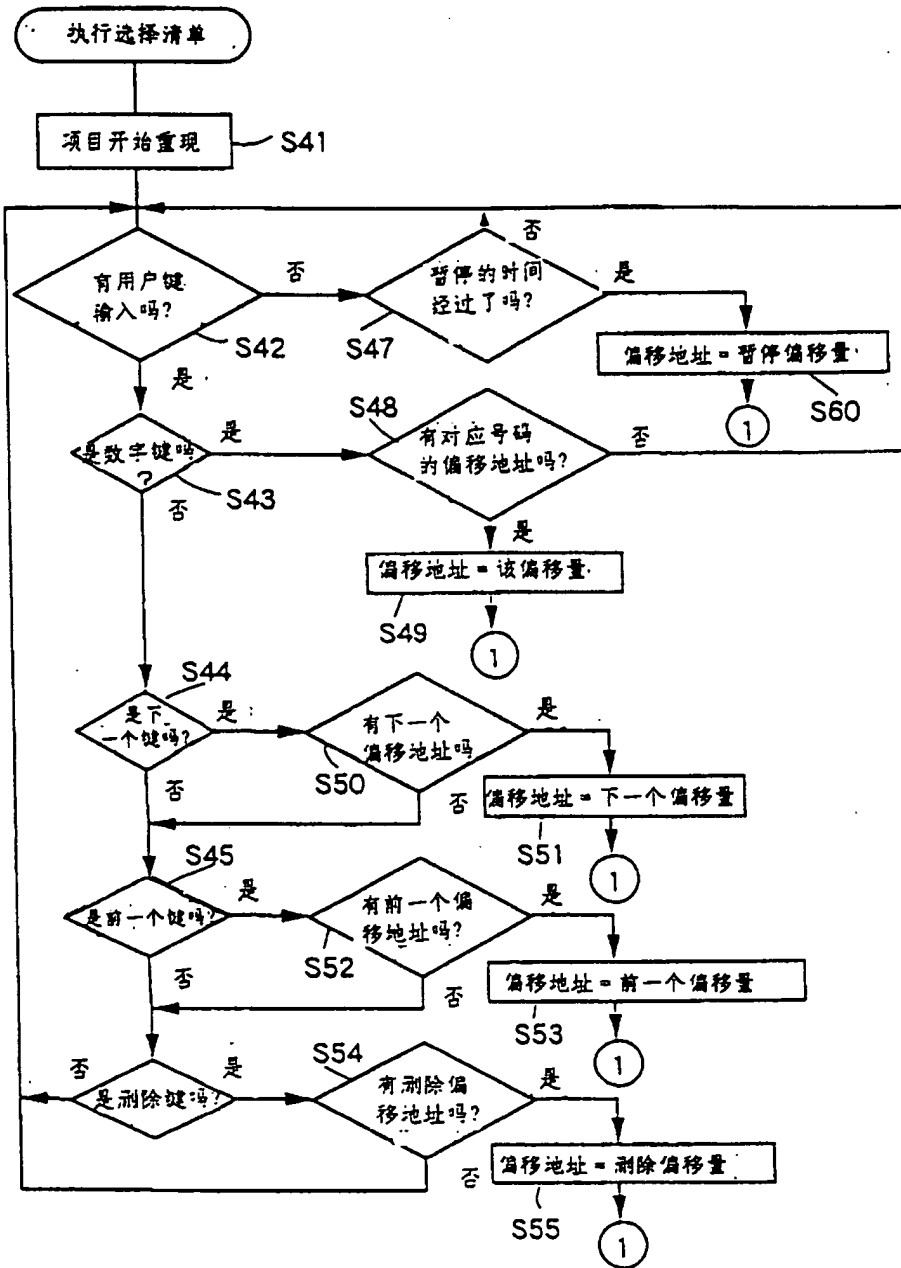 执行选择清单
项目开始重现
S41
有用户键
输入吗?
S42
否
暂停的时间
经过了吗?
S47
否
是
偏移地址=暂停偏移量
S60
1
是
是数字键吗
?
S43
是
S48
有对应号码
的偏移地址吗?
否
是
偏移地址=该偏移量
S49
1
否
S44
是下
一个键吗?
是
有下一个
偏移地址吗
S50
是
偏移地址=下一个偏移量
S51
1
否
否
S45
是前一个键吗?
是
有前一个偏
移地址吗?
S52
是
偏移地址=前一个偏移量
S53
1
否
否
是删除键吗?
否
是
S54
有删除偏
移地址吗?
是
偏移地址=删除偏移量
S55
1
否